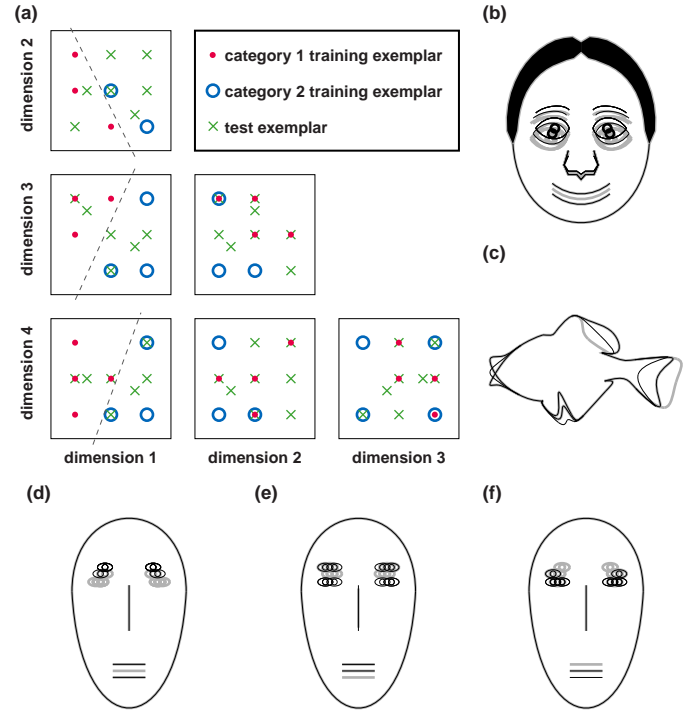 (a)
dimension 2
category 1 training exemplar
category 2 training exemplar
test exemplar
(b)
dimension 3
(c)
dimension 4
dimension 1
dimension 2
dimension 3
(d)
(e)
(f)